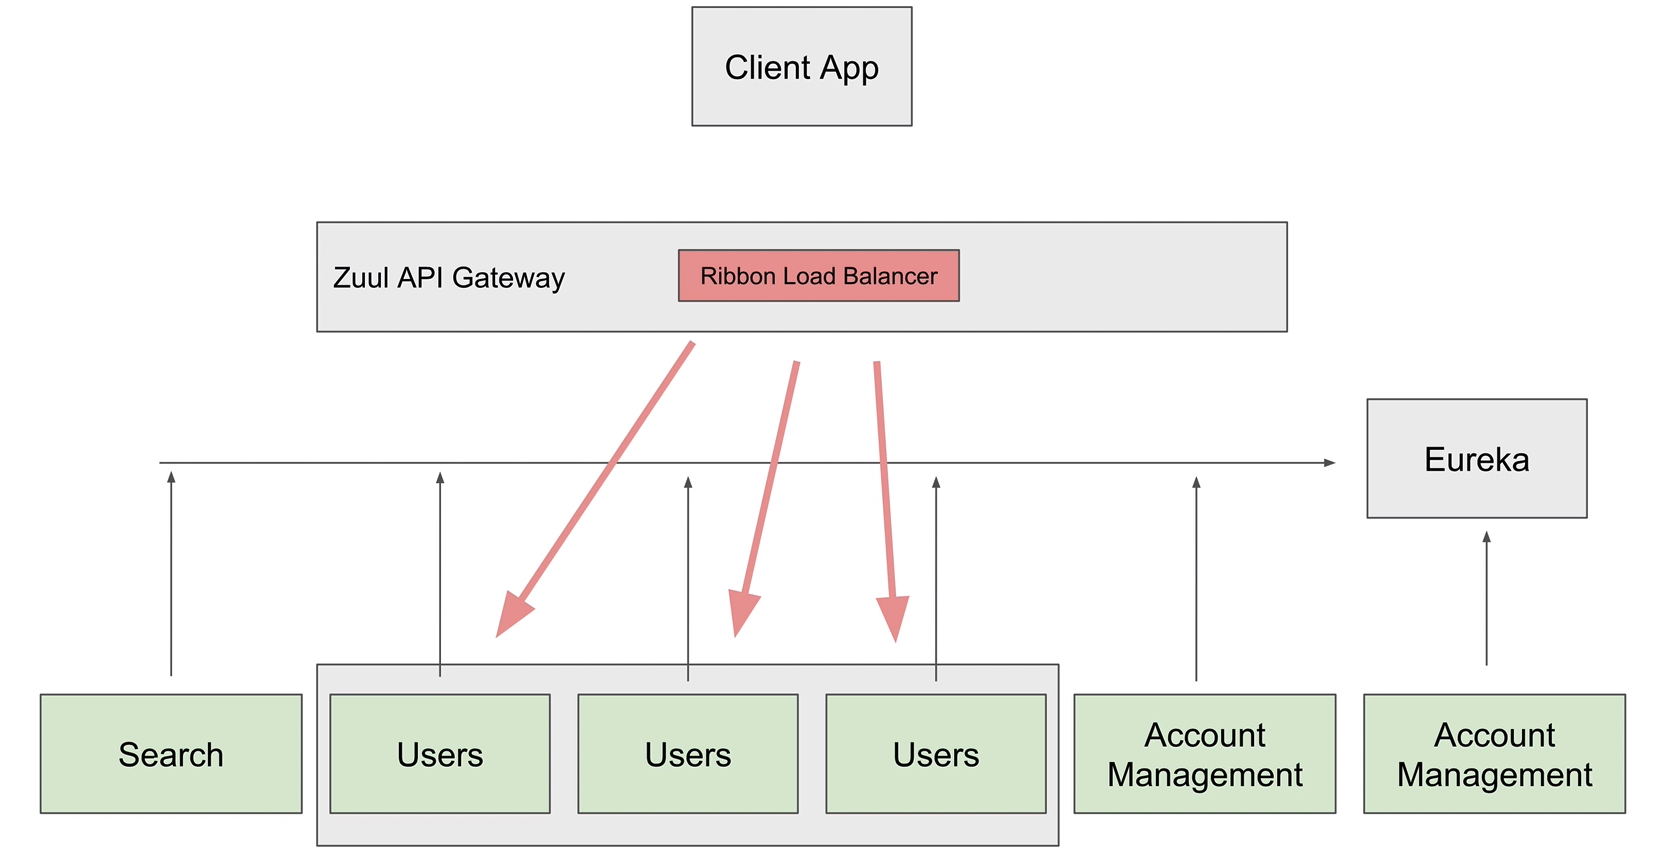 Client App
Zuul API Gateway
Ribbon Load Balancer
Eureka
Search
Users
Users
Users
Account
Management
Account
Management